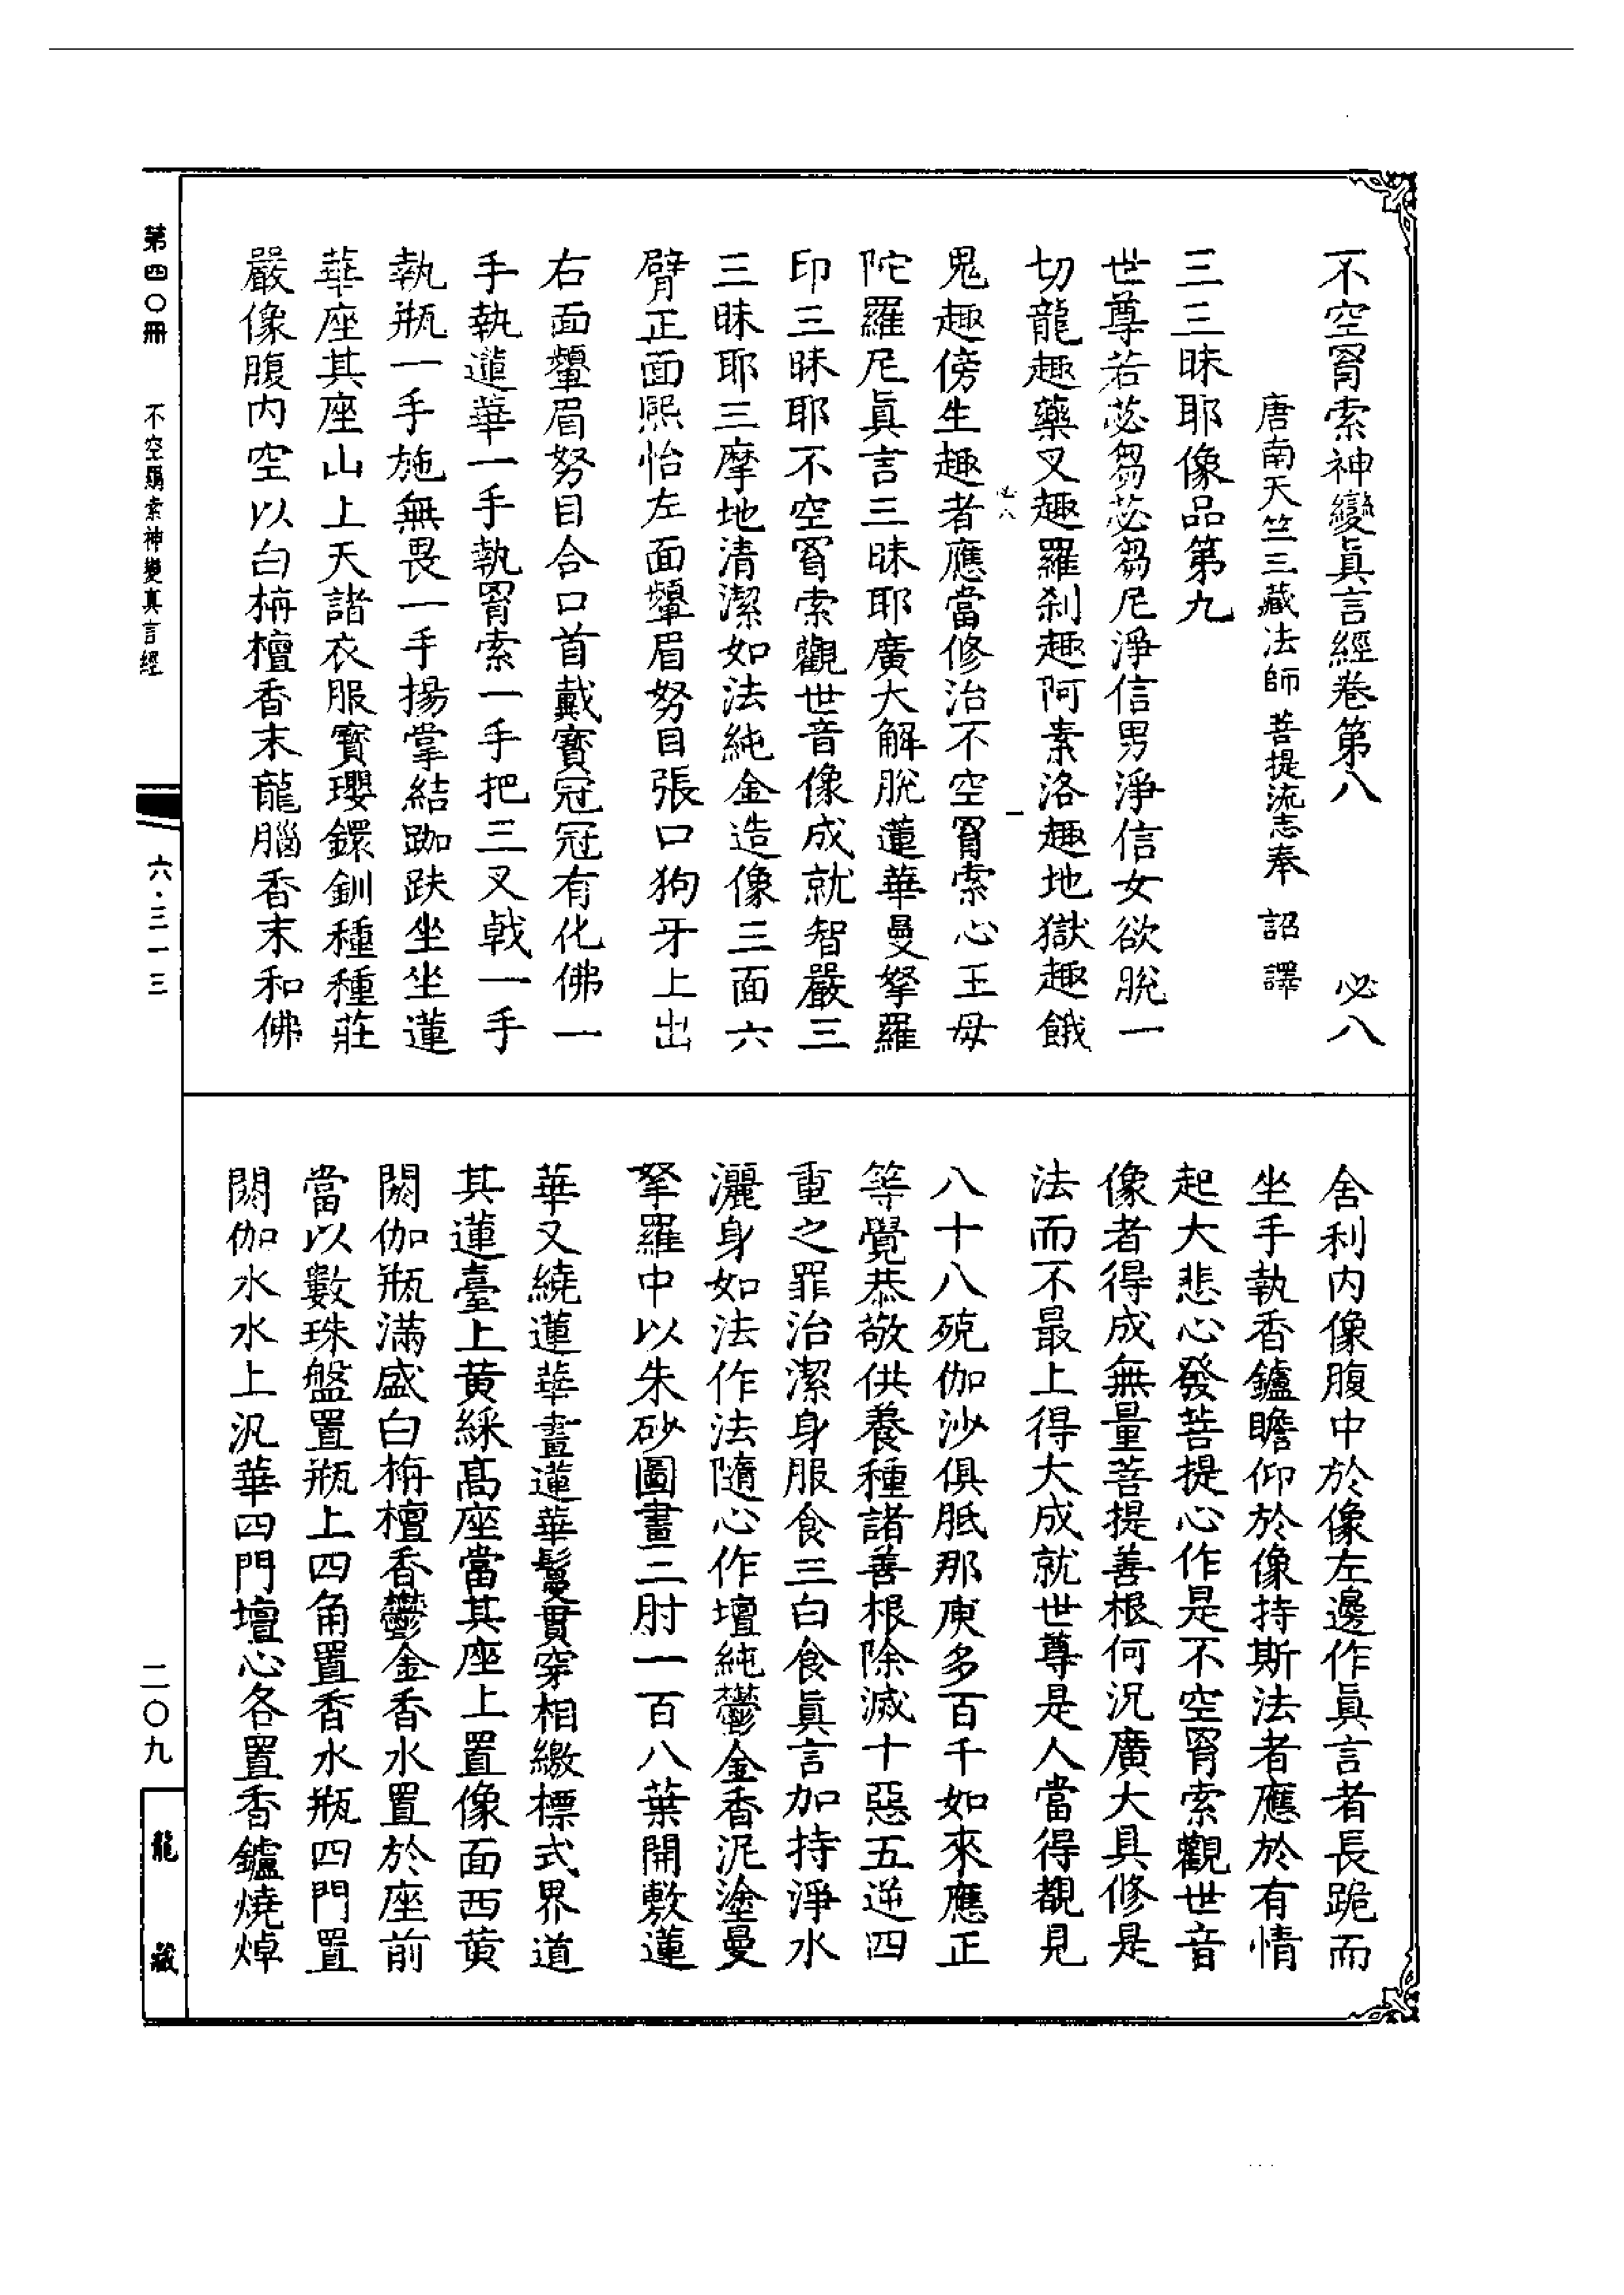 不空罥索神變眞言經卷第八　必八
唐南天竺三藏法師菩提流志奉　詔譯
三三昧耶像品第九
世尊若苾芻苾芻尼淨信男淨信女欲脫一
切龍趣藥叉趣羅剎趣阿素洛趣地獄趣餓
必八　一
鬼趣傍生趣者應當修治不空罥索心王母
陀羅尼眞言三昧耶廣大解脫蓮華曼拏羅
印三昧耶不空罥索觀世音像成就智嚴三
三昧耶三摩地清潔如法純金造像三面六
臂正面熙怡左面顰眉努目張口狗牙上出
右面顰眉努目合口首戴寶冠冠有化佛一
手執蓮華一手執罥索一手把三叉戟一手
執瓶一手施無畏一手揚掌結跏趺坐坐蓮
華座其座山上天諸衣服寶瓔鐶釧種種莊
嚴像腹内空以白栴檀香末龍腦香末和佛
舍利内像腹中於像左邊作眞言者長跪而
坐手執香鑪瞻仰於像持斯法者應於有情
起大悲心發菩提心作是不空罥索觀世音
像者得成無量菩提善根何況廣大具修是
法而不最上得大成就世尊是人當得覩見
八十八殑伽沙俱胝那庾多百千如來應正
等覺恭敬供養種諸善根除滅十惡五逆四
重之罪治潔身服食三白食眞言加持淨水
灑身如法作法隨心作壇純鬱金香泥塗曼
拏羅中以朱砂圖畫二肘一百八葉開敷蓮
華又繞蓮華畫蓮華鬘貫穿相繳標式界道
其蓮臺上黃綵高座當其座上置像面西黃
閼伽瓶滿盛白栴檀香鬱金香水置於座前
當以數珠盤置瓶上四角置香水瓶四門置
閼伽水水上汎華四門壇心各置香鑪燒焯
第四〇冊　不空羂索神變真言經
六·三一三
二〇九
龍藏